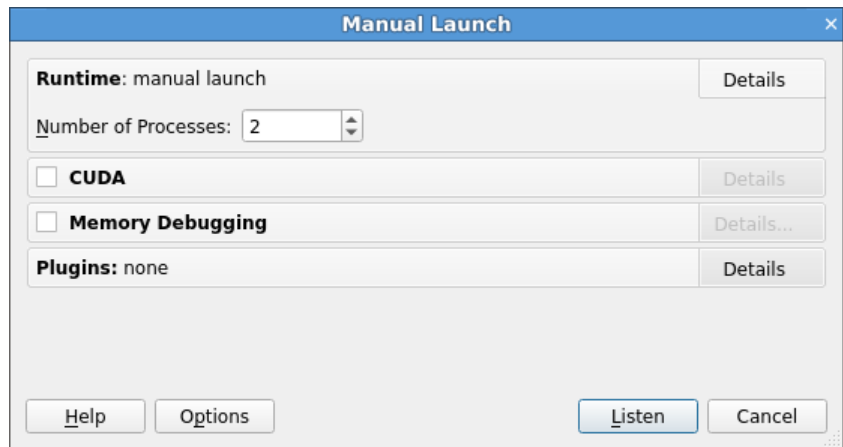 Manual Launch
Runtime: manual launch
Details
Number of Processes: 2
CUDA
Details
Memory Debugging
Details...
Plugins: none
Details
Help
Options
Listen
Cancel